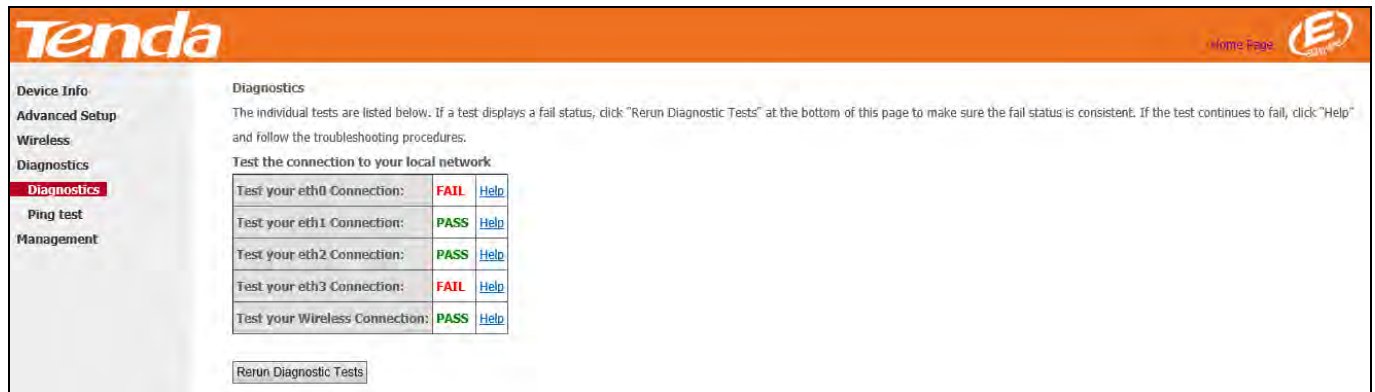 Tenda
Home Page
Device Info
Advanced Setup
Wireless
Diagnostics
Diagnostics
Ping test
Management
Diagnostics
The individual tests are listed below. If a test displays a fail status, click "Rerun Diagnostic Tests" at the bottom of this page to make sure the fail status is consistent. If the test continues to fail, click "Help"
and follow the troubleshooting procedures.
Test the connection to your local network
Test your eth0 Connection: FAIL Help
Test your eth1 Connection: PASS Help
Test your eth2 Connection: PASS Help
Test your eth3 Connection: FAIL Help
Test your Wireless Connection: PASS Help
Rerun Diagnostic Tests